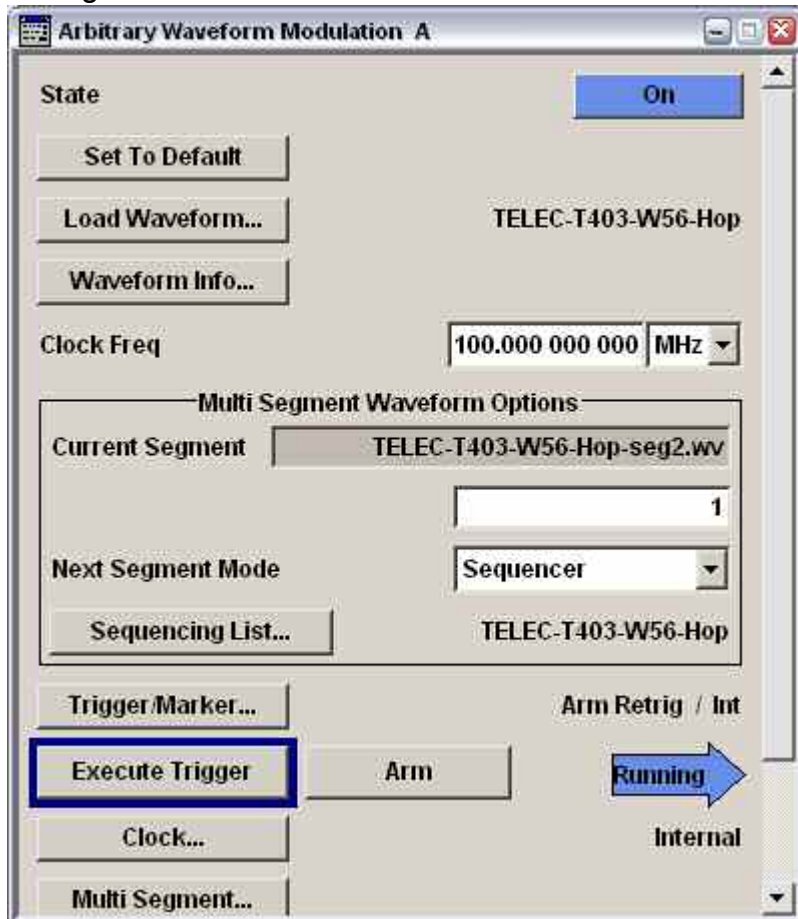 Arbitrary Waveform Modulation A
State On
Set To Default
Load Waveform... TELEC-T403-W56-Hop
Waveform Info...
Clock Freq 100.000 000 000 MHz
Multi Segment Waveform Options
Current Segment TELEC-T403-W56-Hop-seg2.wv
1
Next Segment Mode Sequencer
Sequencing List... TELEC-T403-W56-Hop
Trigger/Marker... Arm Retrig / Int
Execute Trigger Arm Running
Clock... Internal
Multi Segment...